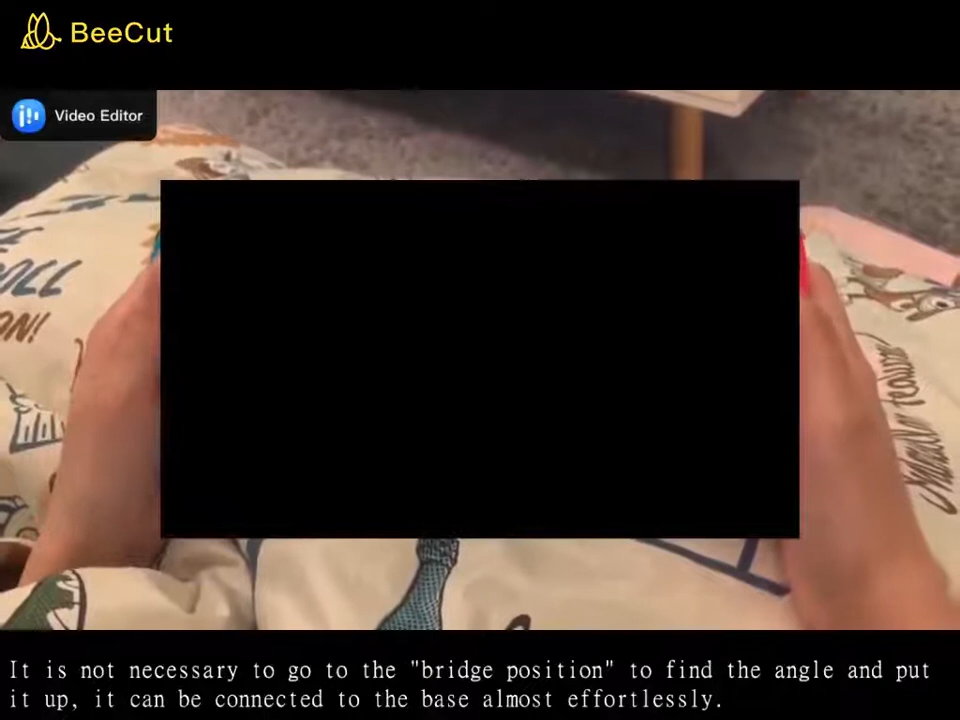 BeeCut
Video Editor
It is not necessary to go to the "bridge position" to find the angle and put
it up, it can be connected to the base almost effortlessly.